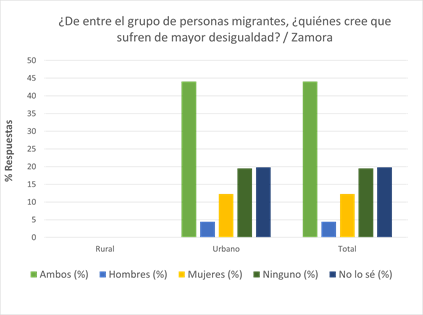 ¿De entre el grupo de personas migrantes, ¿quiénes cree que
sufren de mayor desigualdad? / Zamora
% Respuestas
50
45
40
35
30
25
20
15
10
5
0
Rural Urbano Total
Ambos (%) Hombres (%) Mujeres (%) Ninguno (%) No lo sé (%)